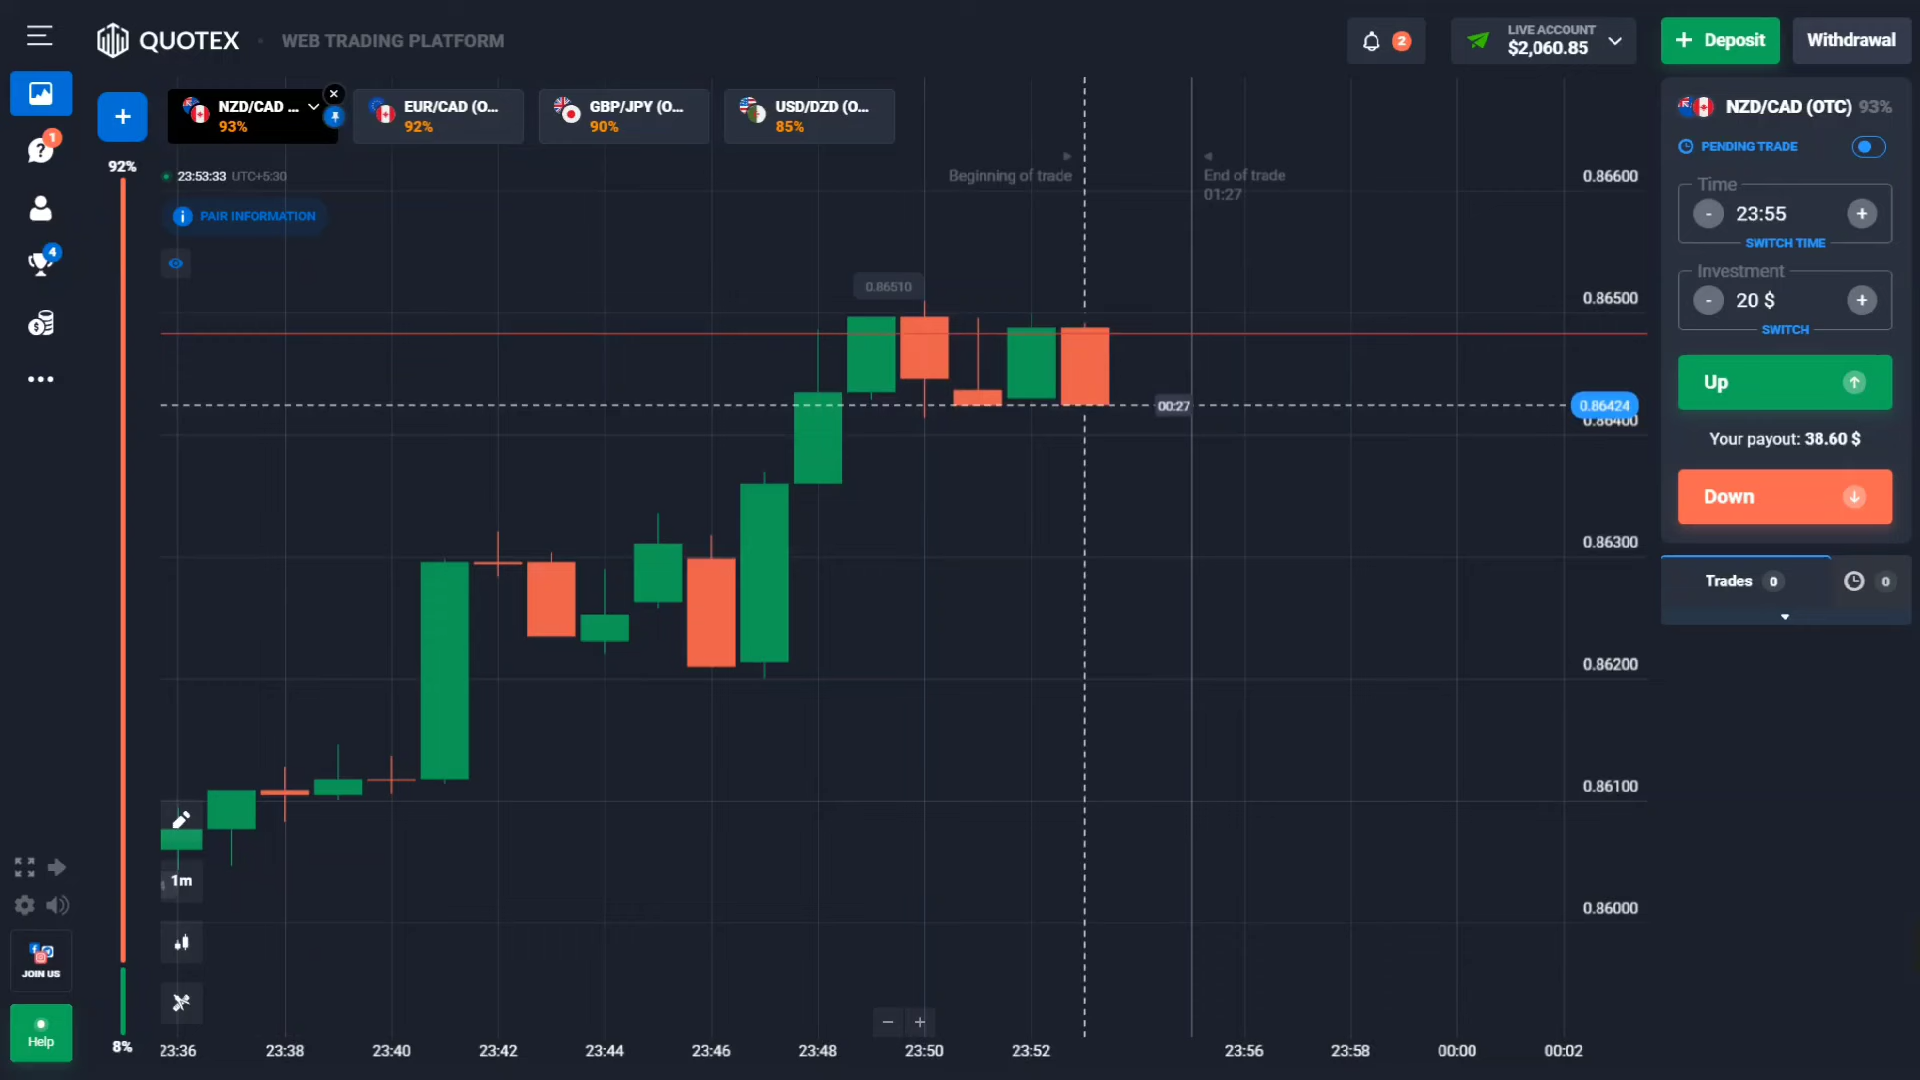 QUOTEX
WEB TRADING PLATFORM
2
LIVE ACCOUNT
$2,060.85
Deposit
Withdrawal
NZD/CAD ...
93%
EUR/CAD (O...
92%
GBP/JPY (O...
90%
USD/DZD (O...
85%
NZD/CAD (OTC) 93%
1
4
92%
23:53:33 UTC+5:30
PAIR INFORMATION
Beginning of trade
End of trade
01:27
PENDING TRADE
Time
- 23:55 +
SWITCH TIME
Investment
- 20 $ +
SWITCH
Up
Your payout: 38.60 $
Down
Trades 0
0
0.86600
0.86510
0.86500
00:27
0.86424
0.86400
0.86300
0.86200
0.86100
0.86000
1m
JOIN US
Help
8%
23:36
23:38
23:40
23:42
23:44
23:46
23:48
23:50
23:52
23:56
23:58
00:00
00:02